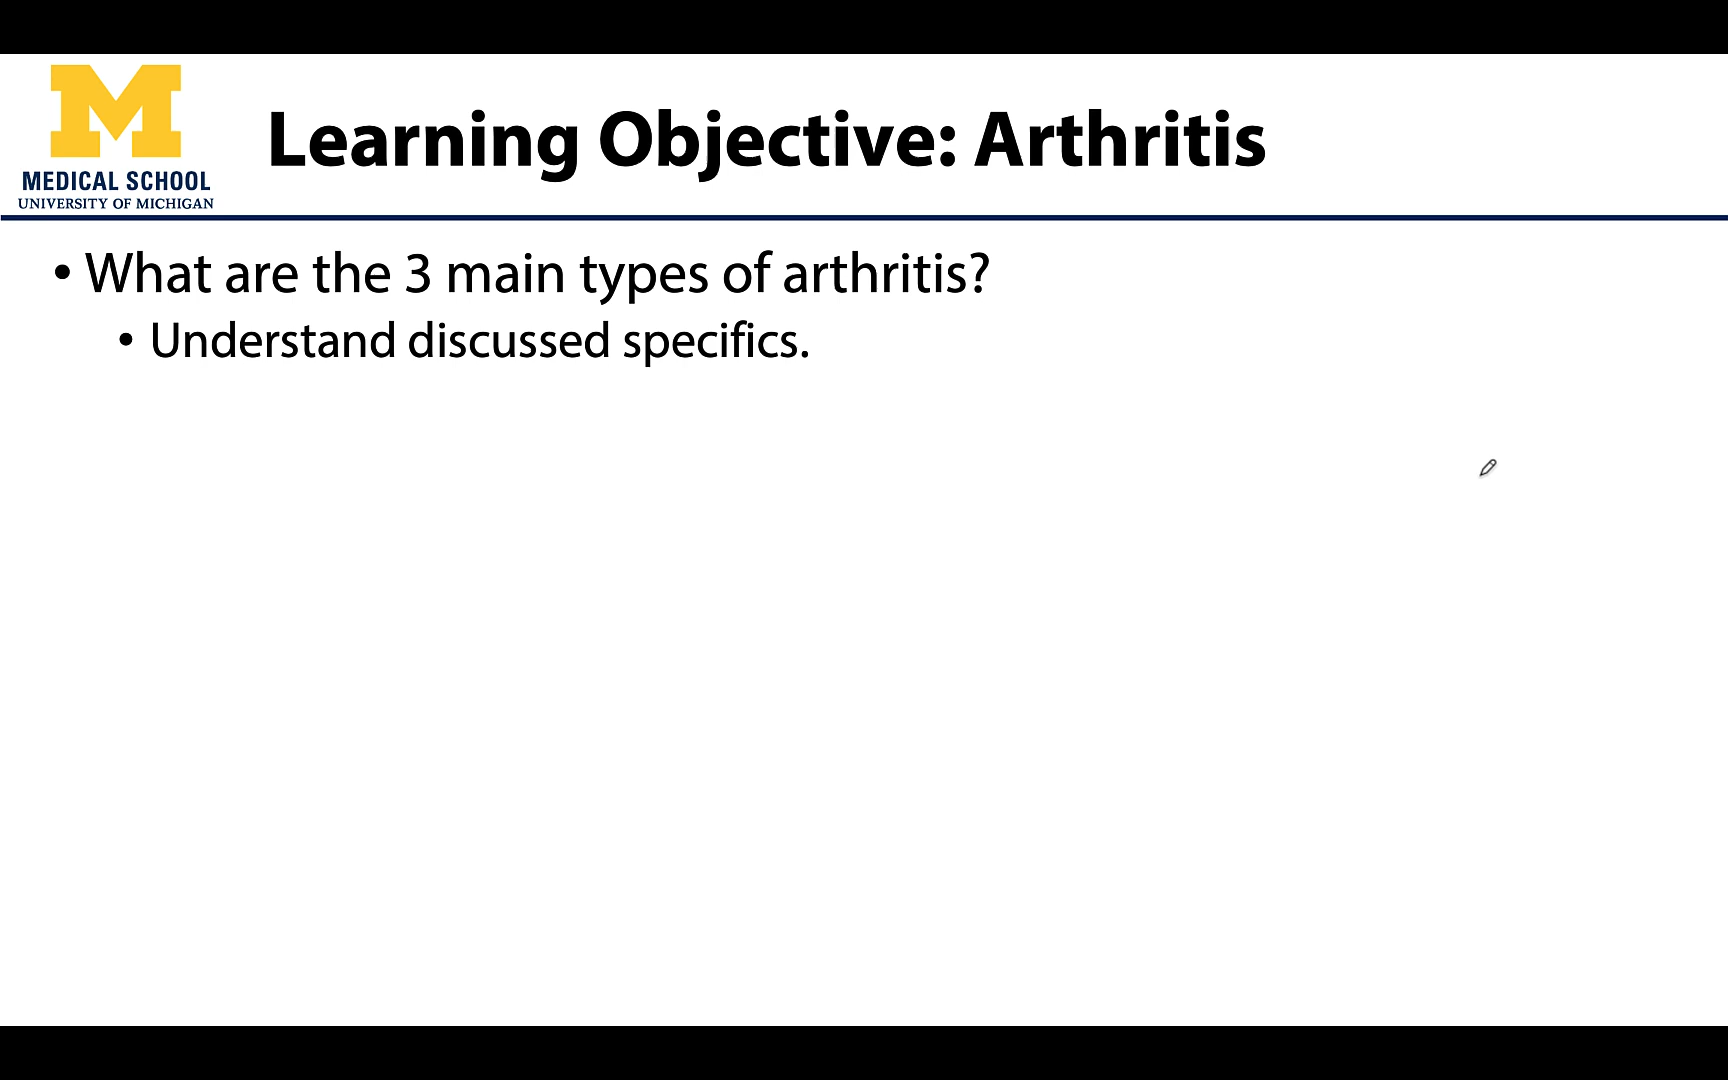 M
MEDICAL SCHOOL
UNIVERSITY OF MICHIGAN
Learning Objective: Arthritis
• What are the 3 main types of arthritis?
• Understand discussed specifics.